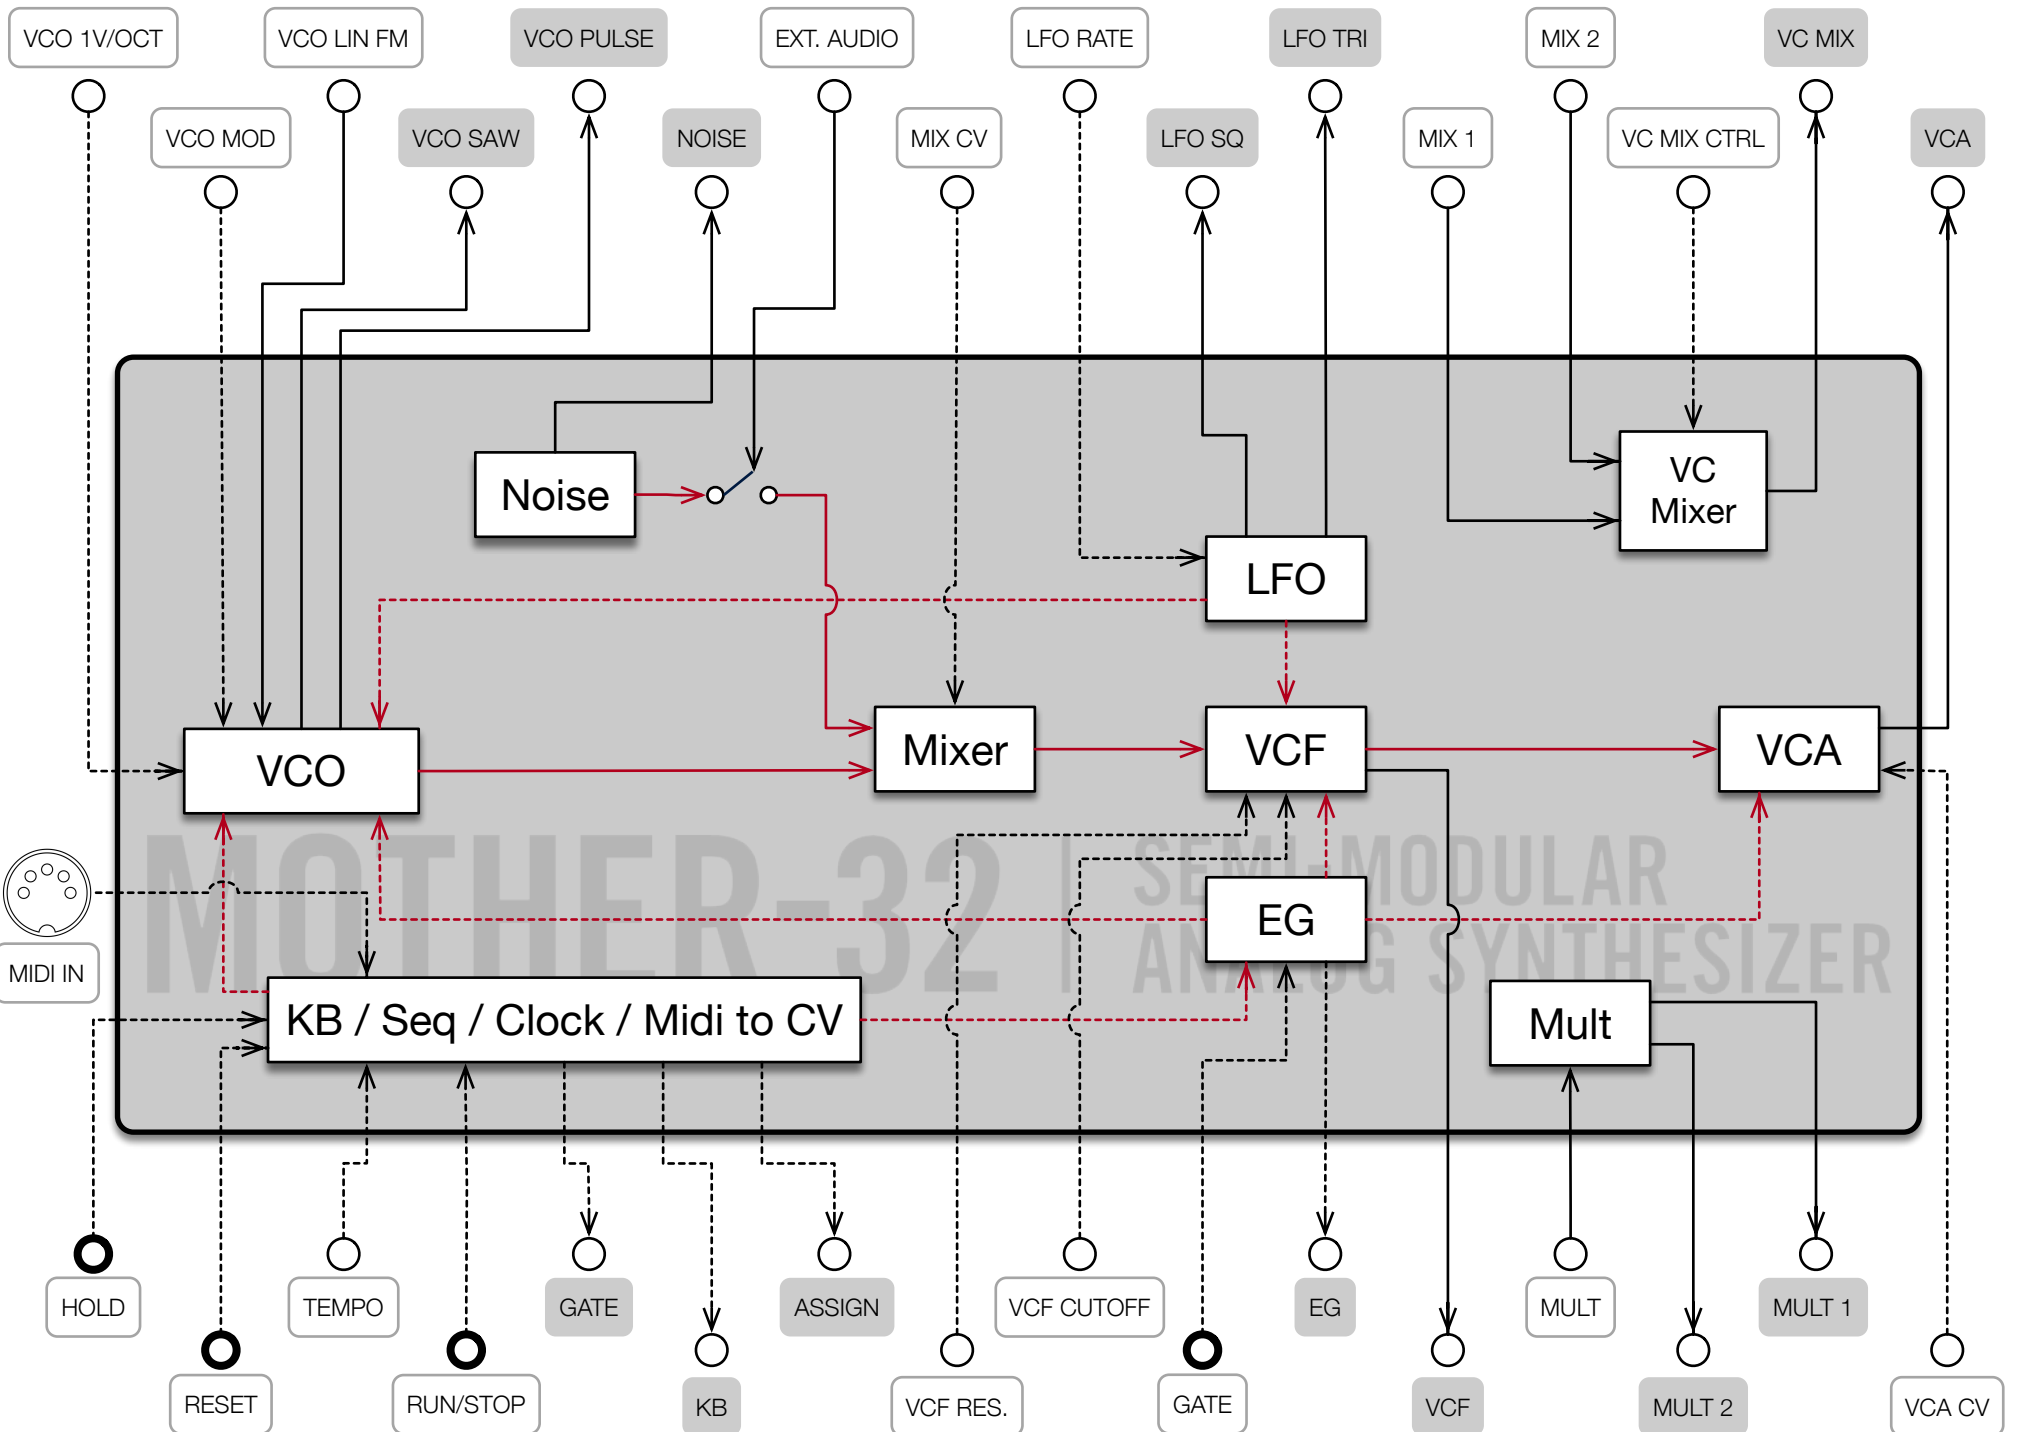 VCO 1V/OCT
VCO LIN FM
VCO PULSE
EXT. AUDIO
LFO RATE
LFO TRI
MIX 2
VC MIX
VCO MOD
VCO SAW
NOISE
MIX CV
LFO SQ
MIX 1
VC MIX CTRL
VCA
Noise
VC
Mixer
LFO
VCO
Mixer
VCF
VCA
MOTHER-32
SEMI-MODULAR
ANALOG SYNTHESIZER
EG
MIDI IN
KB / Seq / Clock / Midi to CV
Mult
HOLD
TEMPO
GATE
ASSIGN
VCF CUTOFF
EG
MULT
MULT 1
RESET
RUN/STOP
KB
VCF RES.
GATE
VCF
MULT 2
VCA CV